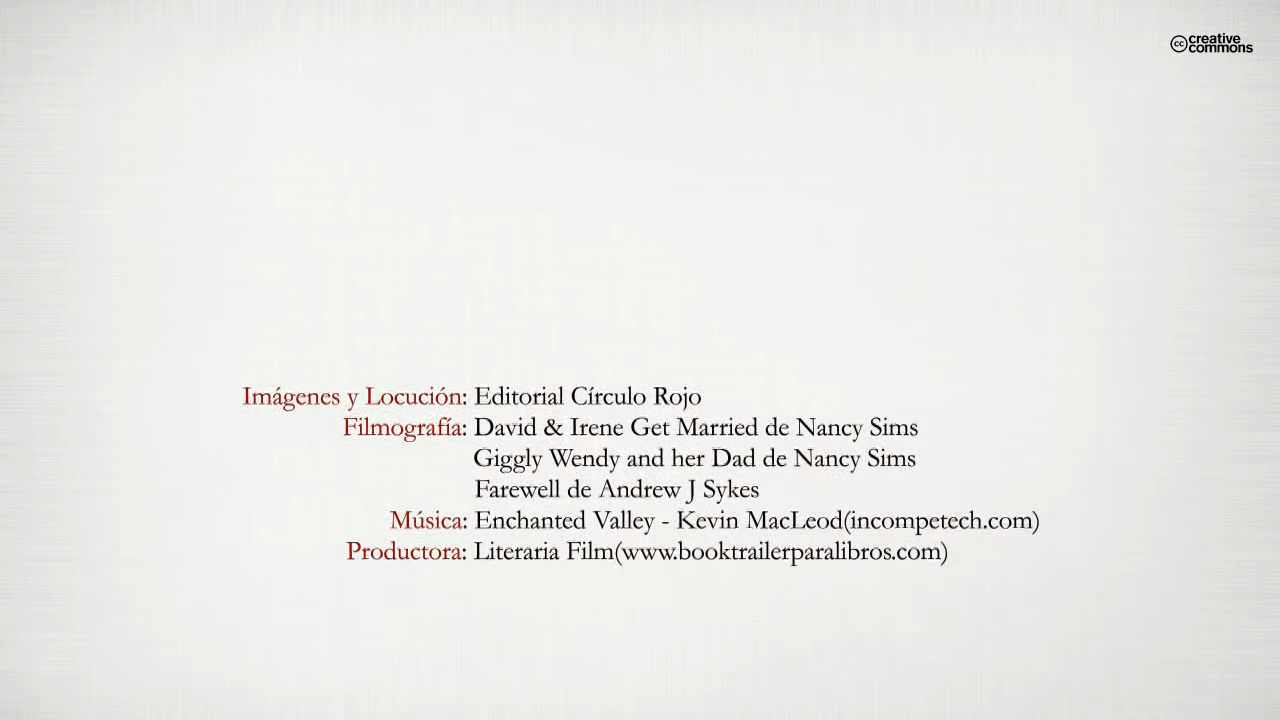 cc creative
commons
Imágenes y Locución: Editorial Círculo Rojo
Filmografía: David & Irene Get Married de Nancy Sims
Giggly Wendy and her Dad de Nancy Sims
Farewell de Andrew J Sykes
Música: Enchanted Valley - Kevin MacLeod(incompetech.com)
Productora: Literaria Film(www.booktrailerparalibros.com)